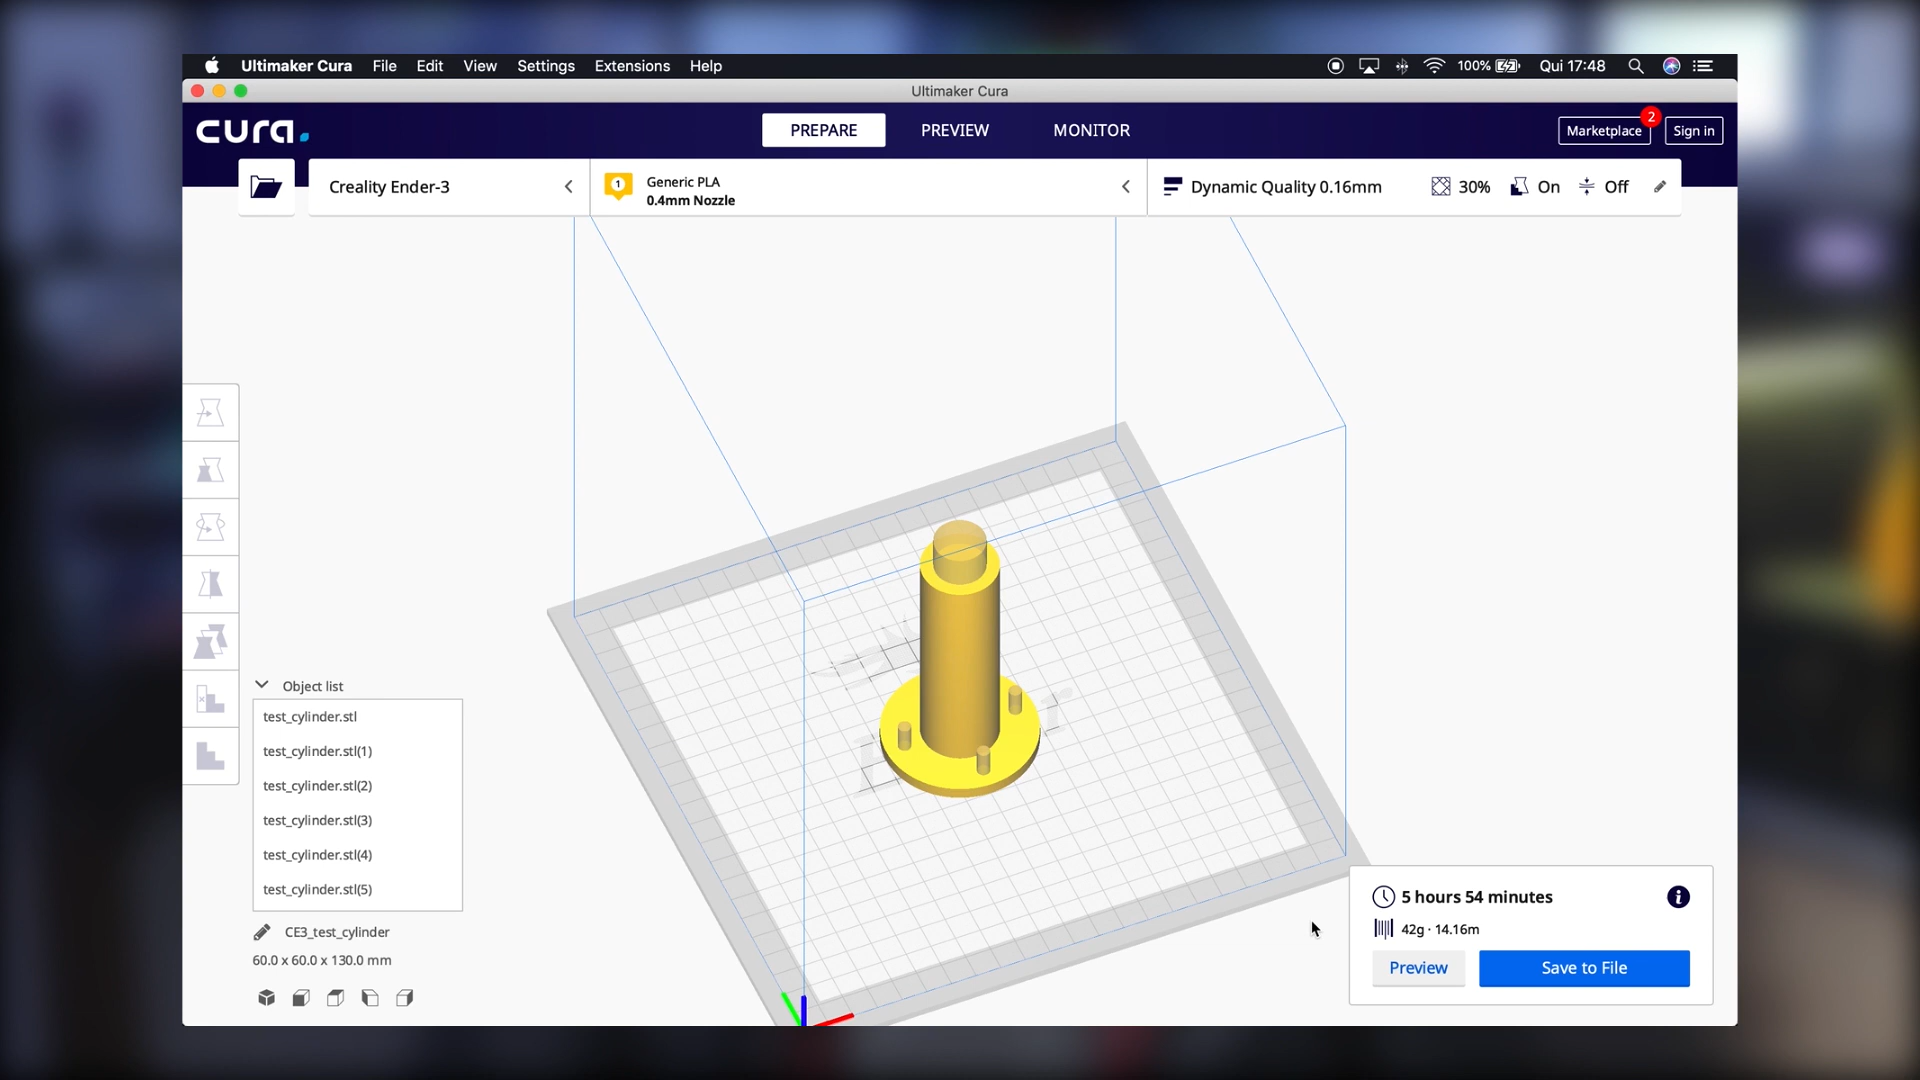 Ultimaker Cura File Edit View Settings Extensions Help 100% Qui 17:48
Ultimaker Cura
cura. PREPARE PREVIEW MONITOR Marketplace 2 Sign in
Creality Ender-3
1 Generic PLA
0.4mm Nozzle
Dynamic Quality 0.16mm 30% On Off
Object list
test_cylinder.stl
test_cylinder.stl(1)
test_cylinder.stl(2)
test_cylinder.stl(3)
test_cylinder.stl(4)
test_cylinder.stl(5)
CE3_test_cylinder
60.0 x 60.0 x 130.0 mm
5 hours 54 minutes
42g · 14.16m
Preview Save to File